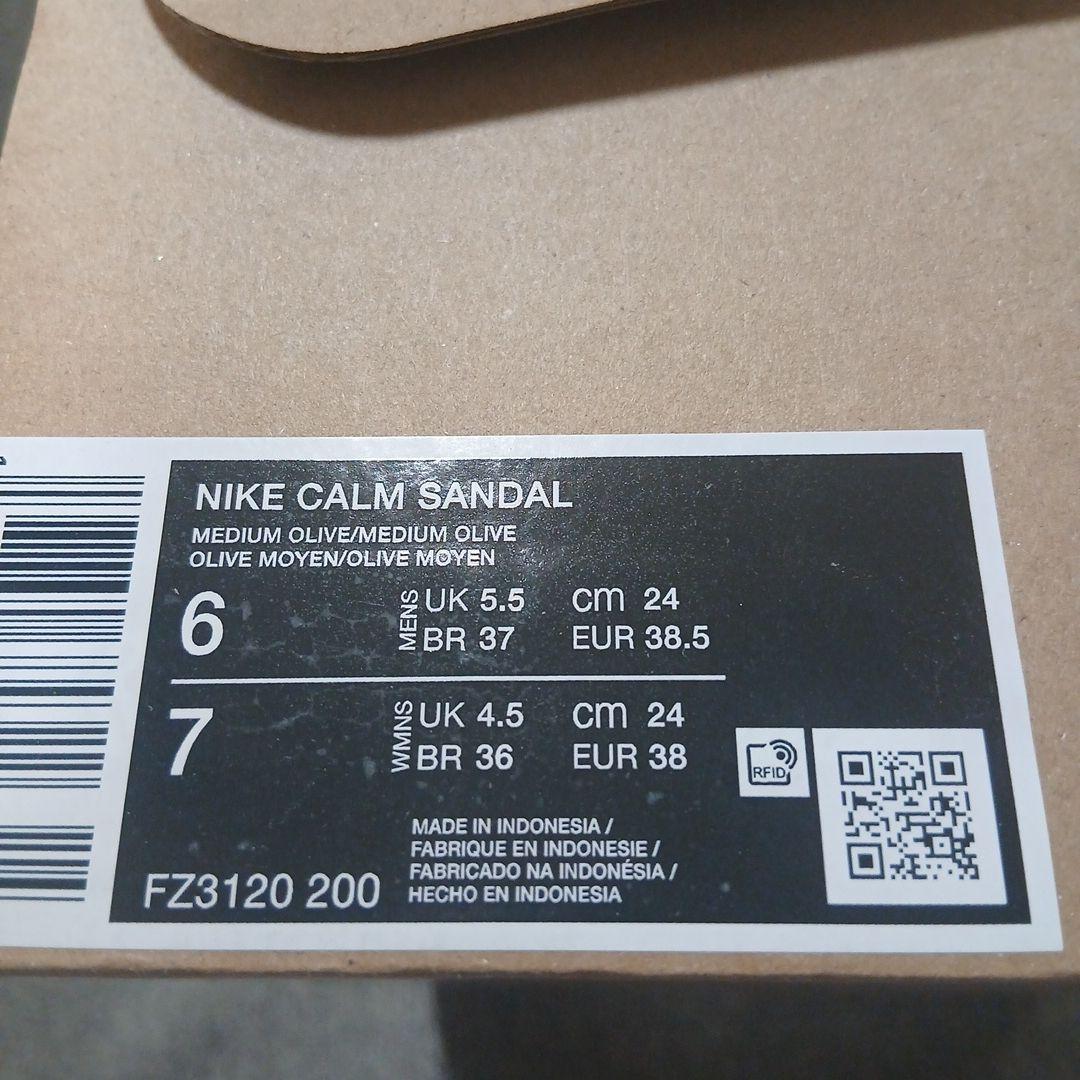 NIKE CALM SANDAL
MEDIUM OLIVE/MEDIUM OLIVE
OLIVE MOYEN/OLIVE MOYEN
6 MENS UK 5.5 cm 24
BR 37 EUR 38.5
7 WMNS UK 4.5 cm 24
BR 36 EUR 38
RFID
MADE IN INDONESIA /
FABRIQUE EN INDONESIE /
FABRICADO NA INDONÉSIA /
HECHO EN INDONESIA
FZ3120 200